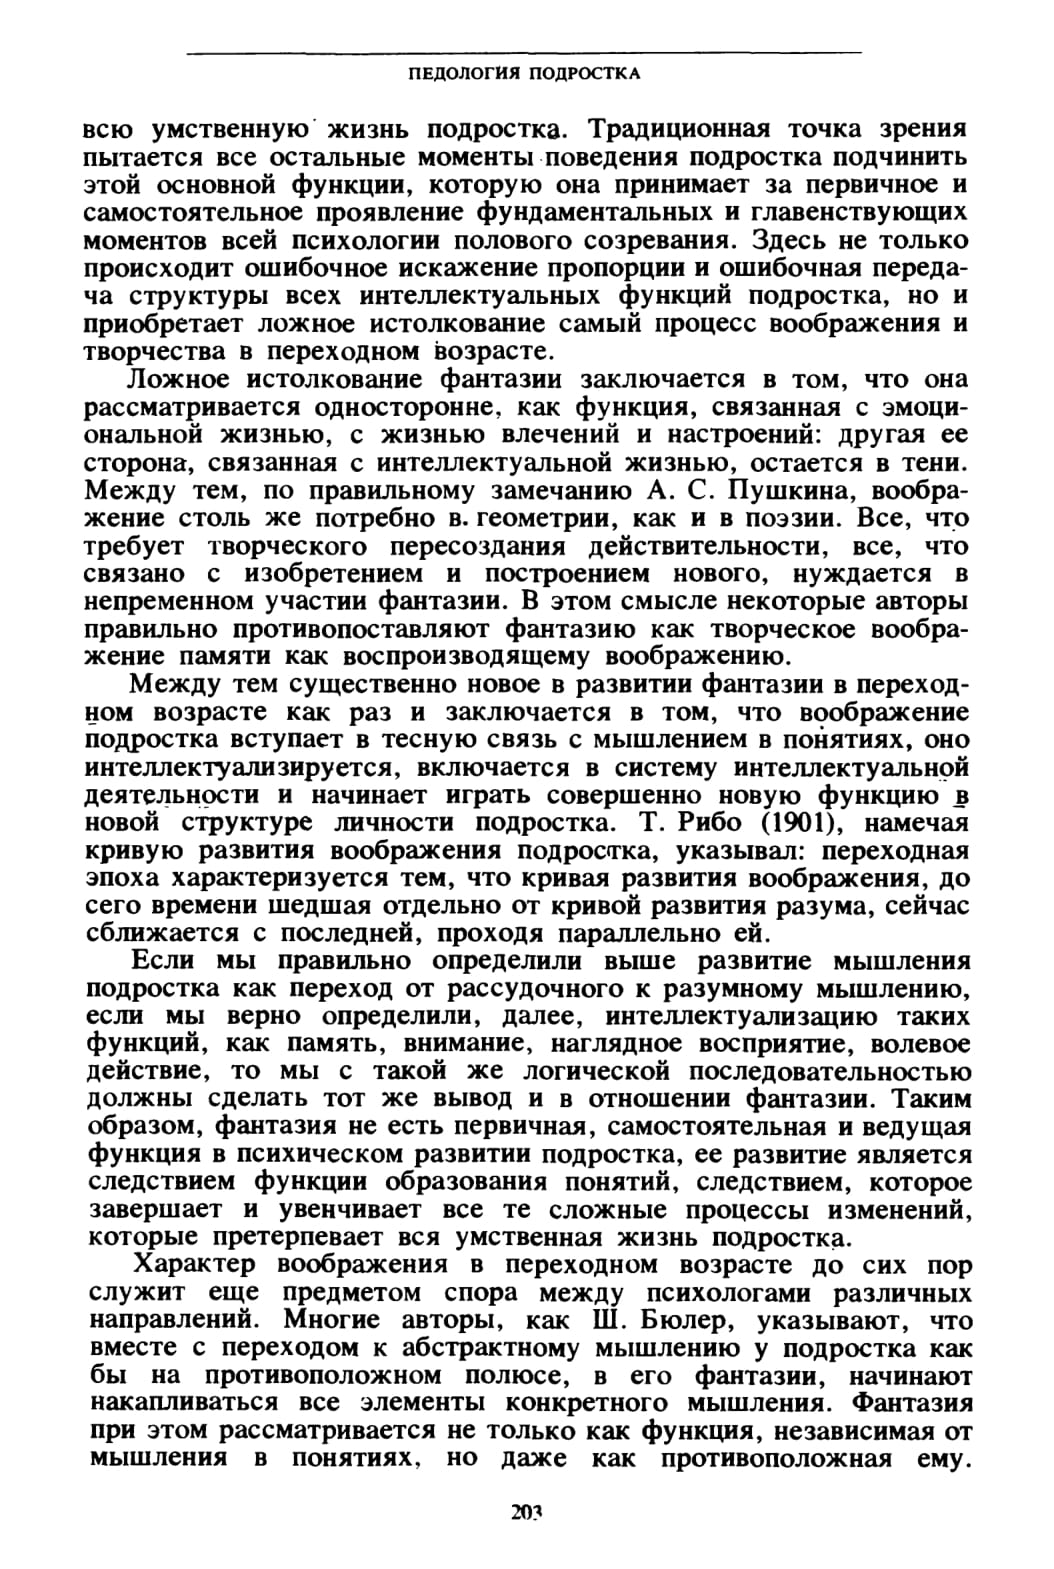 ПЕДОЛОГИЯ ПОДРОСТКА
всю умственную жизнь подростка. Традиционная точка зрения
пытается все остальные моменты поведения подростка подчинить
этой основной функции, которую она принимает за первичное и
самостоятельное проявление фундаментальных и главенствующих
моментов всей психологии полового созревания. Здесь не только
происходит ошибочное искажение пропорции и ошибочная переда-
ча структуры всех интеллектуальных функций подростка, но и
приобретает ложное истолкование самый процесс воображения и
творчества в переходном возрасте.
Ложное истолкование фантазии заключается в том, что она
рассматривается односторонне, как функция, связанная с эмоци-
ональной жизнью, с жизнью влечений и настроений: другая ее
сторона, связанная с интеллектуальной жизнью, остается в тени.
Между тем, по правильному замечанию А. С. Пушкина, вообра-
жение столь же потребно в. геометрии, как и в поэзии. Все, что
требует творческого пересоздания действительности, все, что
связано с изобретением и построением нового, нуждается в
непременном участии фантазии. В этом смысле некоторые авторы
правильно противопоставляют фантазию как творческое вообра-
жение памяти как воспроизводящему воображению.
Между тем существенно новое в развитии фантазии в переход-
ном возрасте как раз и заключается в том, что воображение
подростка вступает в тесную связь с мышлением в понятиях, оно
интеллектуализируется, включается в систему интеллектуальной
деятельности и начинает играть совершенно новую функцию в
новой структуре личности подростка. Т. Рибо (1901), намечая
кривую развития воображения подростка, указывал: переходная
эпоха характеризуется тем, что кривая развития воображения, до
сего времени шедшая отдельно от кривой развития разума, сейчас
сближается с последней, проходя параллельно ей.
Если мы правильно определили выше развитие мышления
подростка как переход от рассудочного к разумному мышлению,
если мы верно определили, далее, интеллектуализацию таких
функций, как память, внимание, наглядное восприятие, волевое
действие, то мы с такой же логической последовательностью
должны сделать тот же вывод и в отношении фантазии. Таким
образом, фантазия не есть первичная, самостоятельная и ведущая
функция в психическом развитии подростка, ее развитие является
следствием функции образования понятий, следствием, которое
завершает и увенчивает все те сложные процессы изменений,
которые претерпевает вся умственная жизнь подростка.
Характер воображения в переходном возрасте до сих пор
служит еще предметом спора между психологами различных
направлений. Многие авторы, как Ш. Бюлер, указывают, что
вместе с переходом к абстрактному мышлению у подростка как
бы на противоположном полюсе, в его фантазии, начинают
накапливаться все элементы конкретного мышления. Фантазия
при этом рассматривается не только как функция, независимая от
мышления в понятиях, но даже как противоположная ему.
203